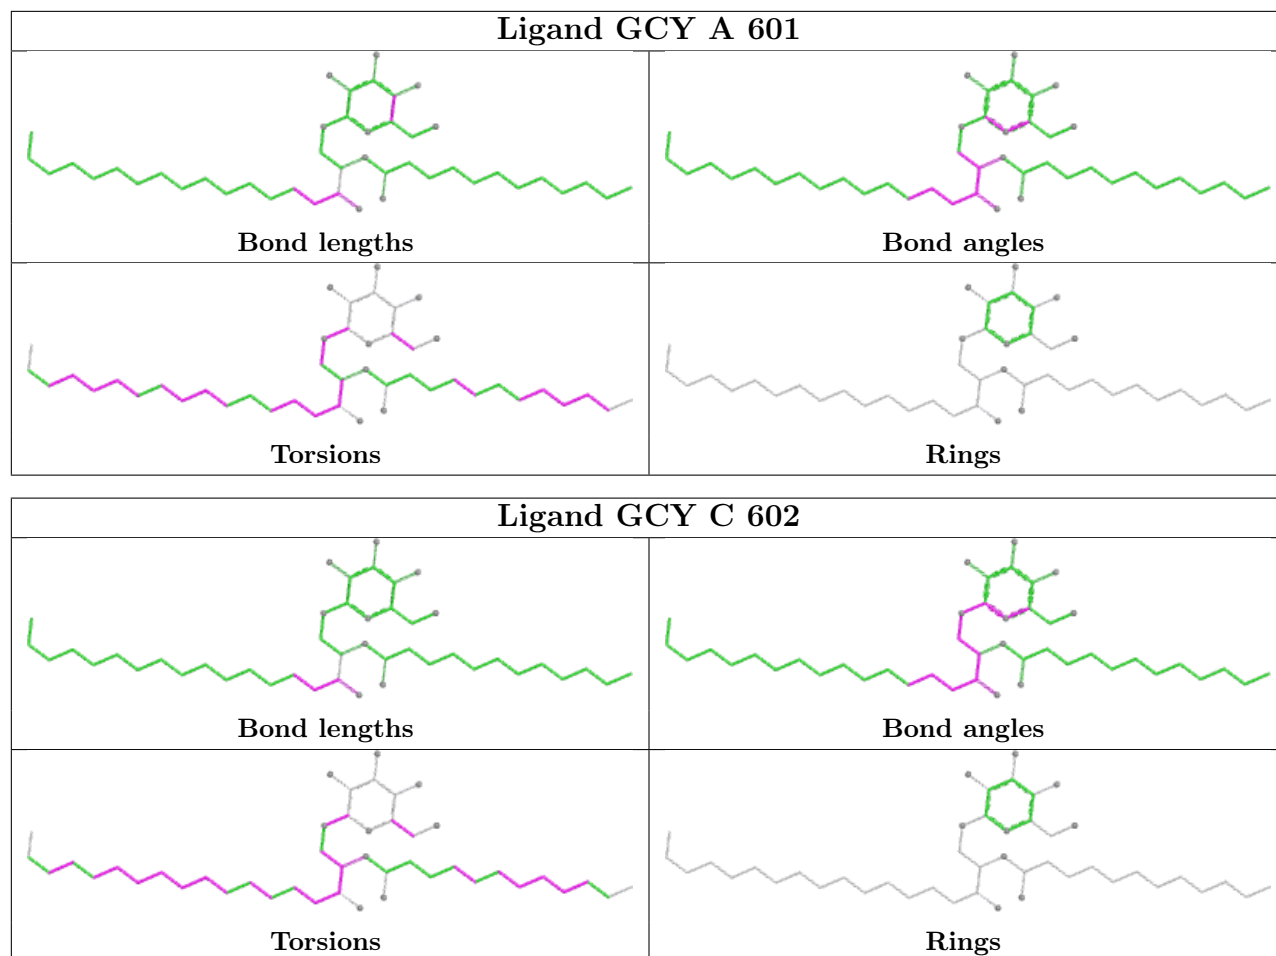 Ligand GCY A 601
Bond lengths
Bond angles
Torsions
Rings
Ligand GCY C 602
Bond lengths
Bond angles
Torsions
Rings